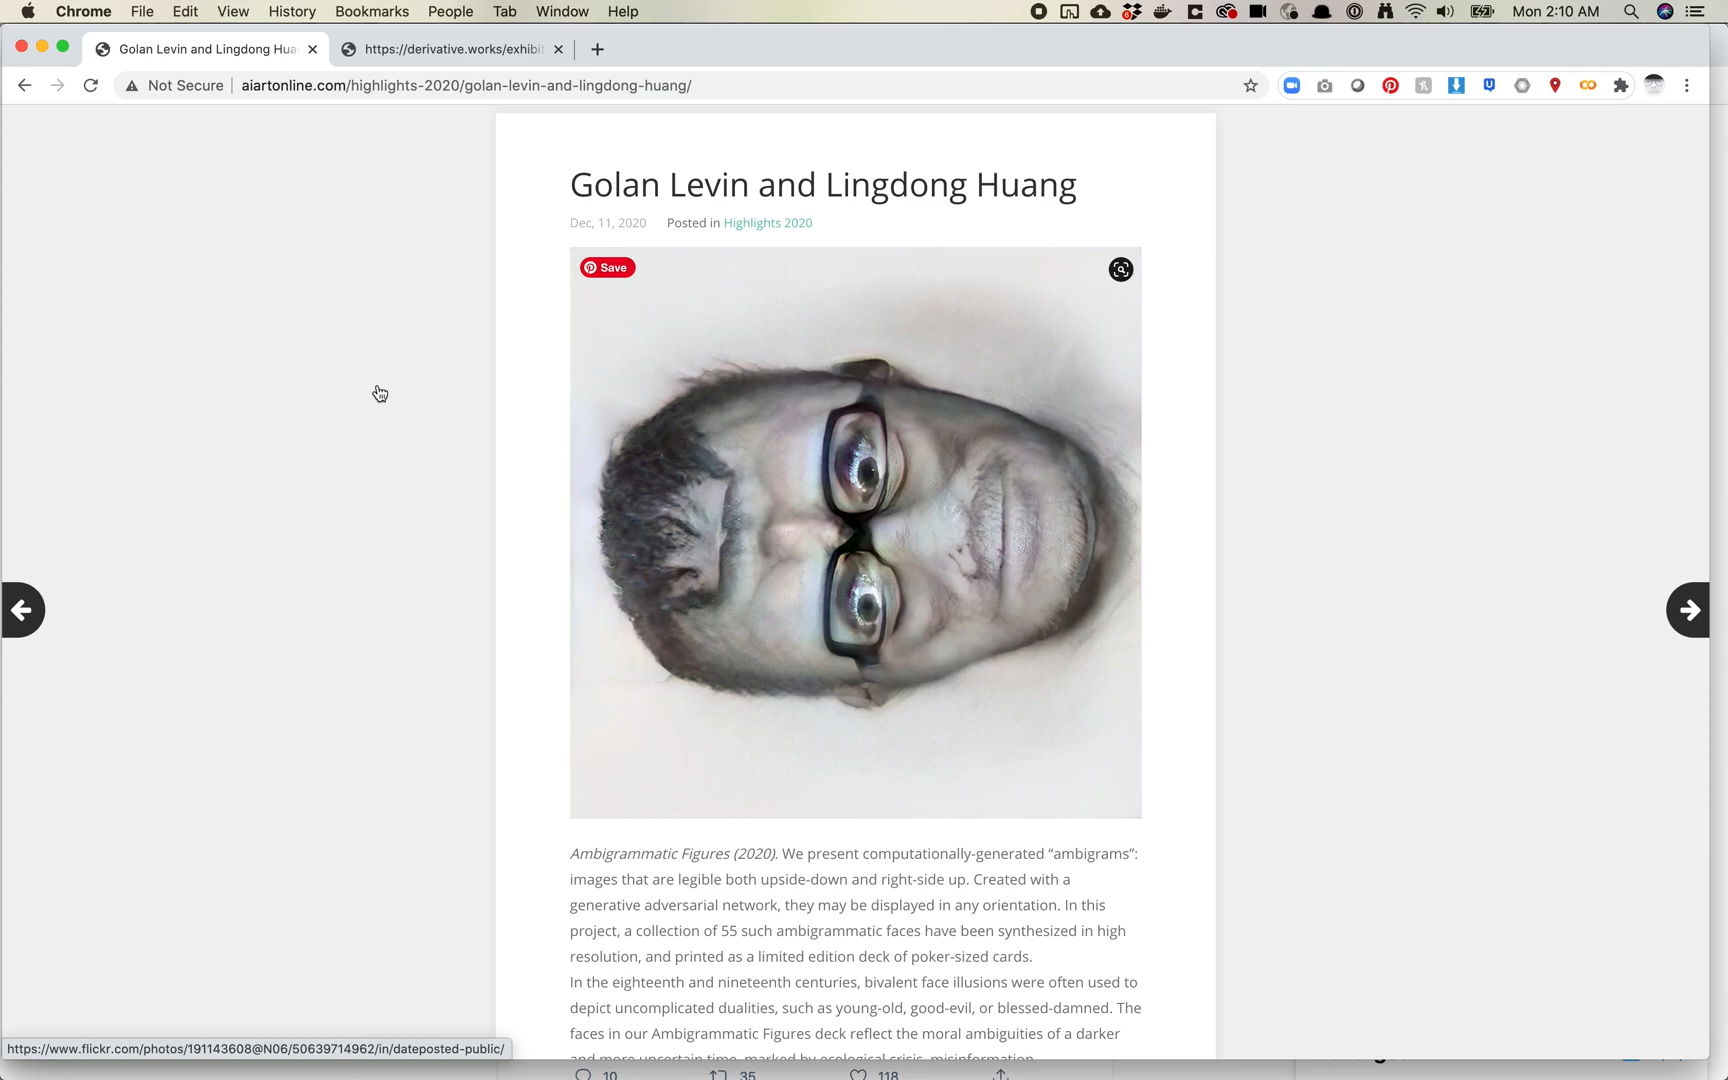 Chrome File Edit View History Bookmarks People Tab Window Help Mon 2:10 AM
Golan Levin and Lingdong Hua https://derivative.works/exhibit
Not Secure aiartonline.com/highlights-2020/golan-levin-and-lingdong-huang/
Golan Levin and Lingdong Huang
Dec, 11, 2020 Posted in Highlights 2020
Save
Ambigrammatic Figures (2020). We present computationally-generated “ambigrams”:
images that are legible both upside-down and right-side up. Created with a
generative adversarial network, they may be displayed in any orientation. In this
project, a collection of 55 such ambigrammatic faces have been synthesized in high
resolution, and printed as a limited edition deck of poker-sized cards.
In the eighteenth and nineteenth centuries, bivalent face illusions were often used to
depict uncomplicated dualities, such as young-old, good-evil, or blessed-damned. The
faces in our Ambigrammatic Figures deck reflect the moral ambiguities of a darker
and more uncertain time, marked by ecological crisis, misinformation
https://www.flickr.com/photos/191143608@N06/50639714962/in/dateposted-public/
10 35 118